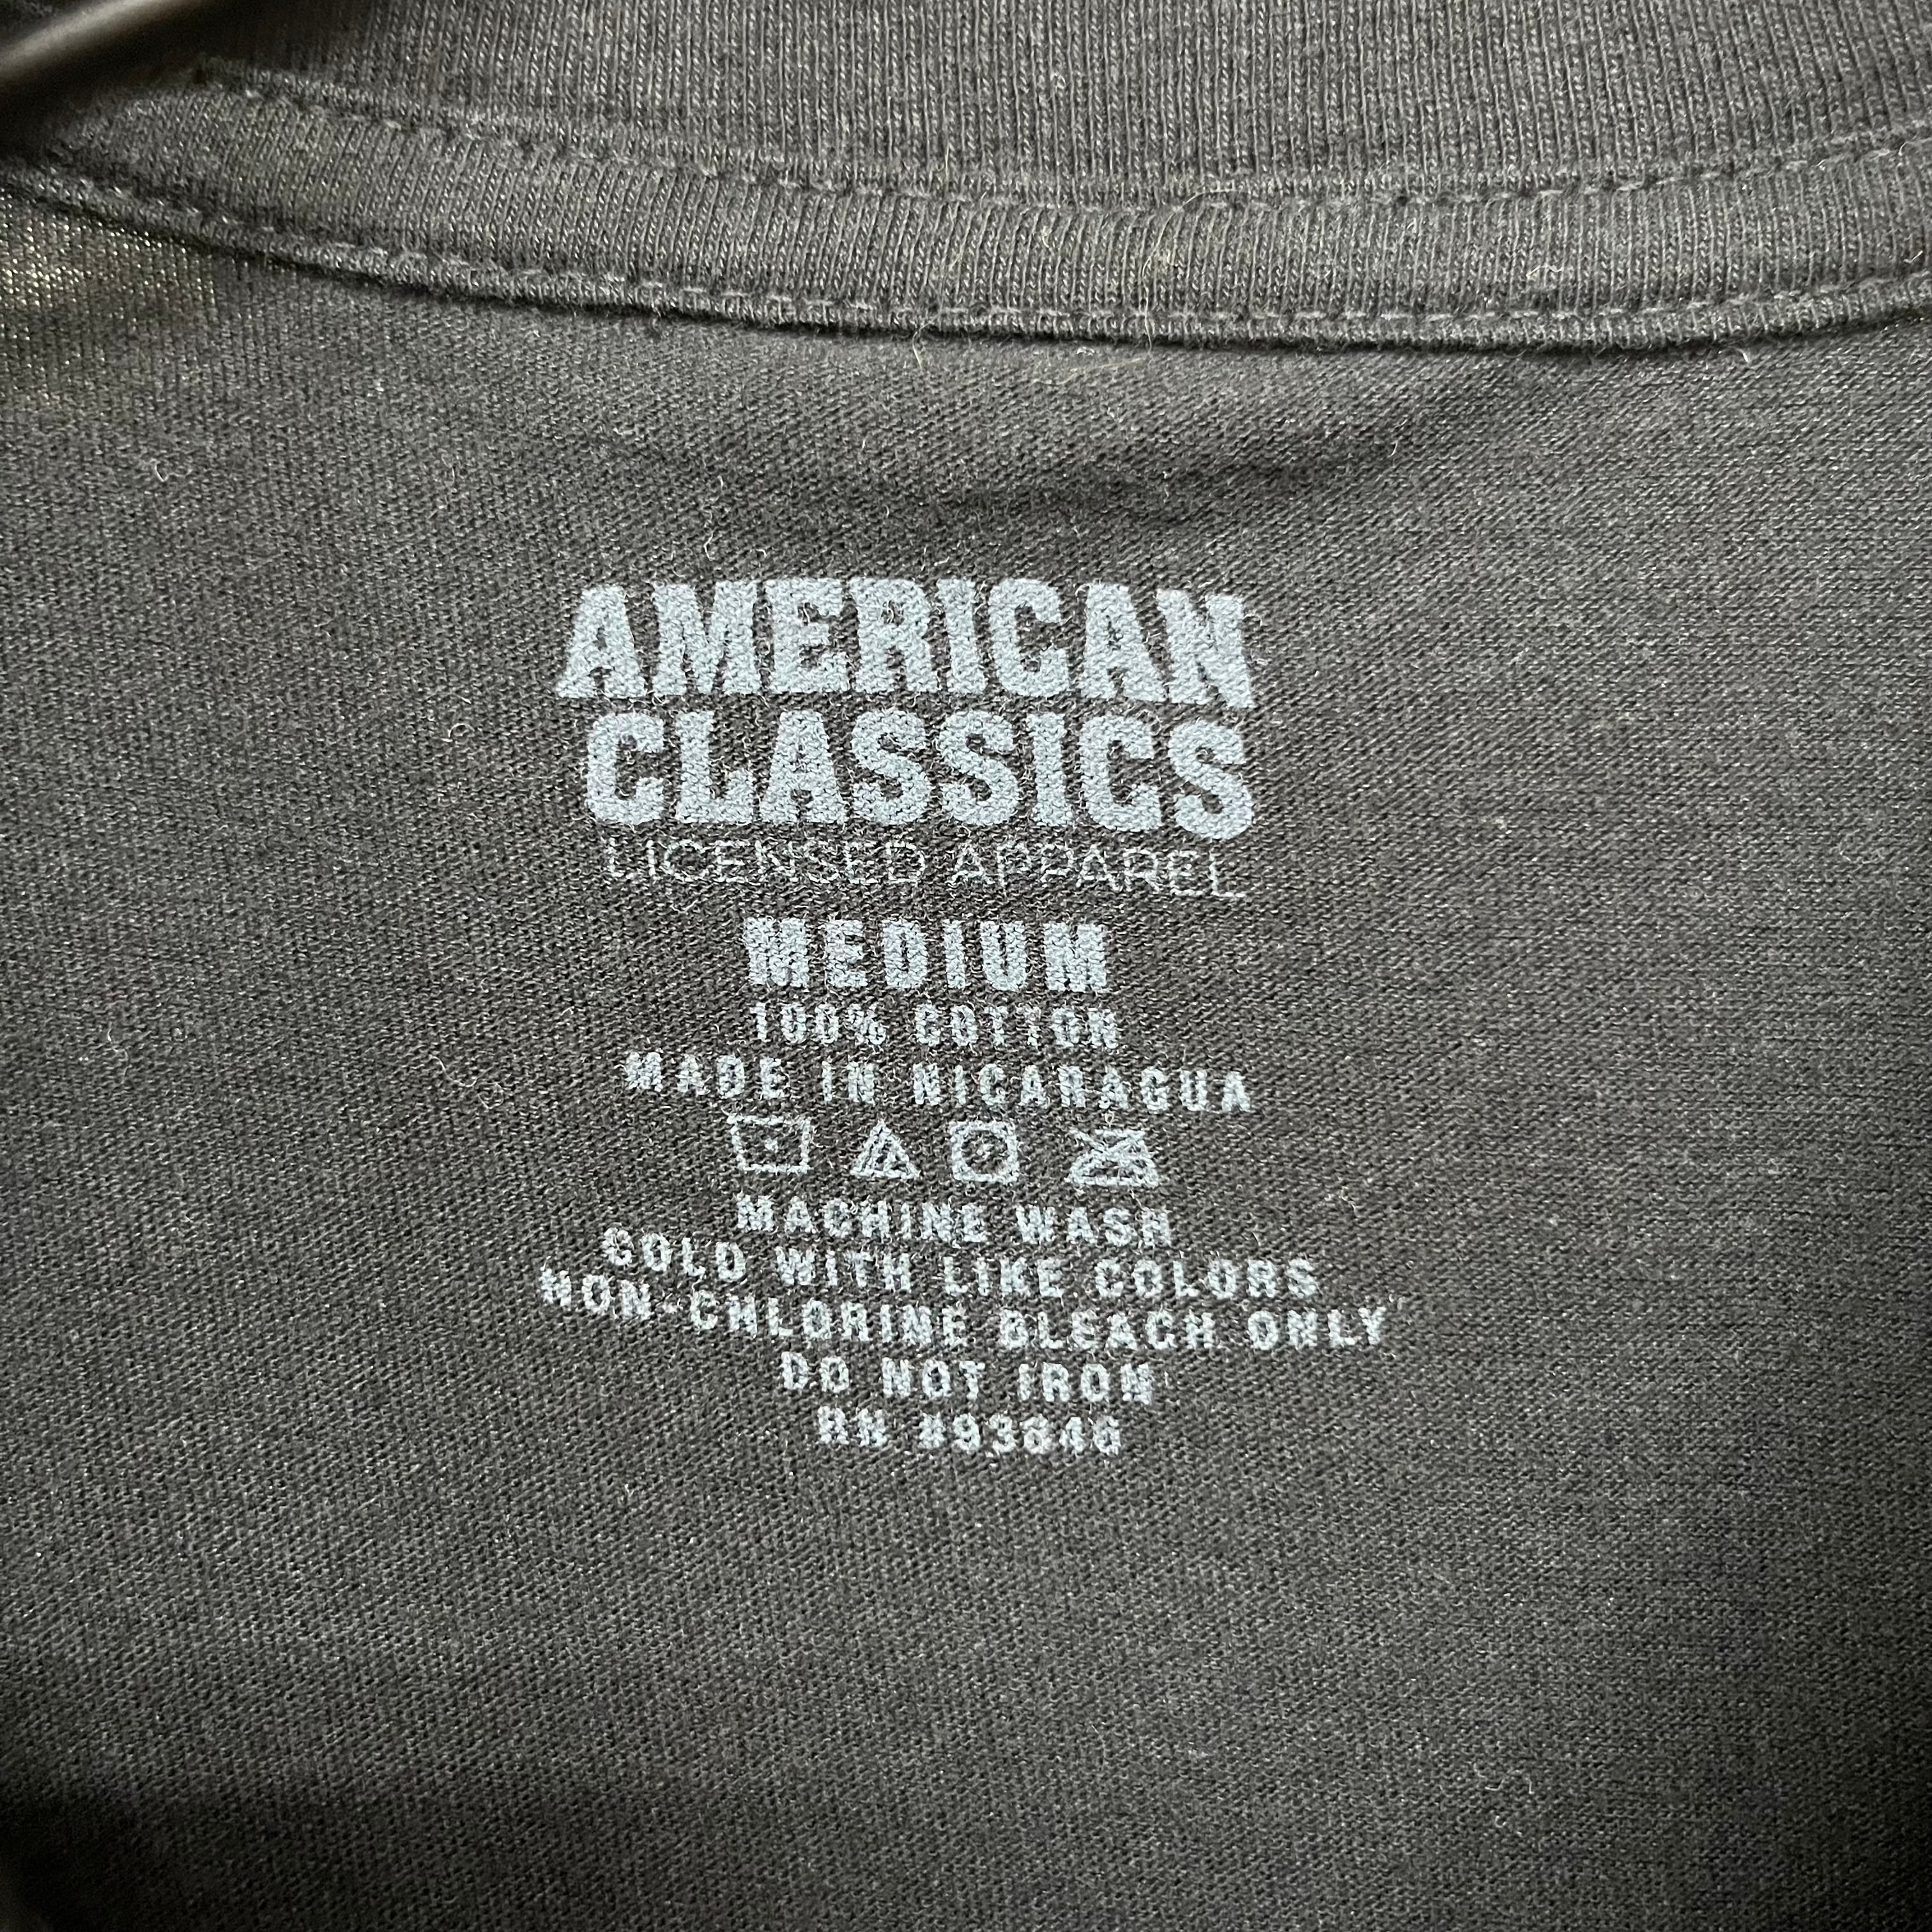 AMERICAN
CLASSICS
LICENSED APPAREL
MEDIUM
100% COTTON
MADE IN NICARAGUA
MACHINE WASH
COLD WITH LIKE COLORS
NON-CHLORINE BLEACH ONLY
DO NOT IRON
RN #93846